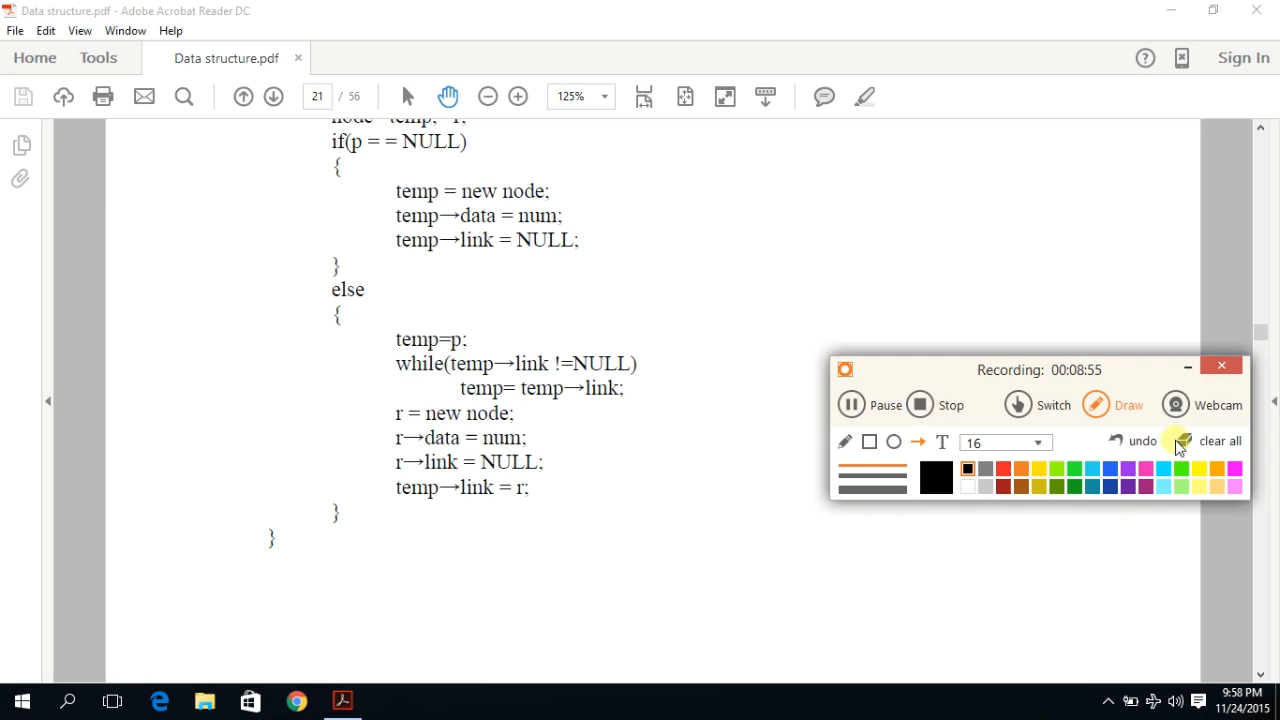 Data structure.pdf - Adobe Acrobat Reader DC
File Edit View Window Help
Home Tools Data structure.pdf × Sign In
21 / 56 125%
node *temp, *r;
if(p = = NULL)
{
temp = new node;
temp→data = num;
temp→link = NULL;
}
else
{
temp=p;
while(temp→link !=NULL)
temp= temp→link;
r = new node;
r→data = num;
r→link = NULL;
temp→link = r;
}
}
Recording: 00:08:55
Pause Stop Switch Draw Webcam
T 16 undo clear all
9:58 PM
11/24/2015